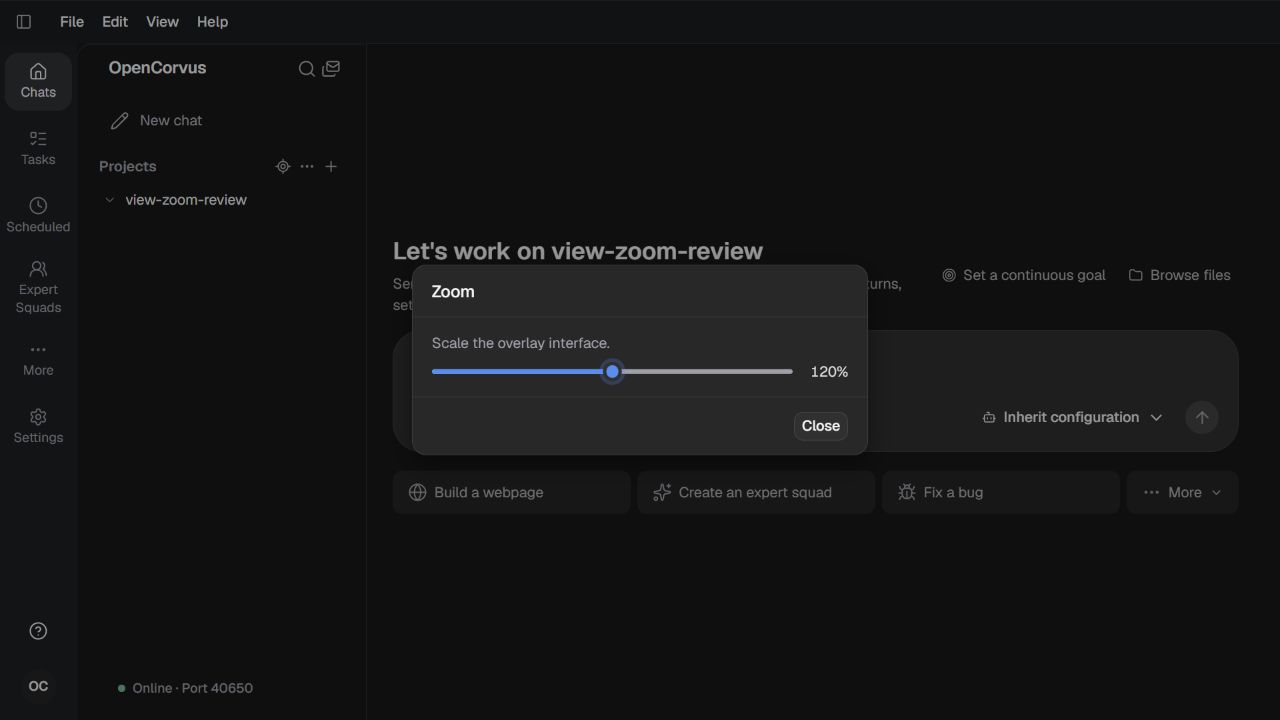 File Edit View Help
OpenCorvus
Chats
New chat
Tasks
Projects
view-zoom-review
Scheduled
Expert
Squads
More
Settings
OC
Online · Port 40650
Let's work on view-zoom-review
Set a continuous goal
Browse files
Zoom
Scale the overlay interface.
120%
Close
Inherit configuration
Build a webpage
Create an expert squad
Fix a bug
More